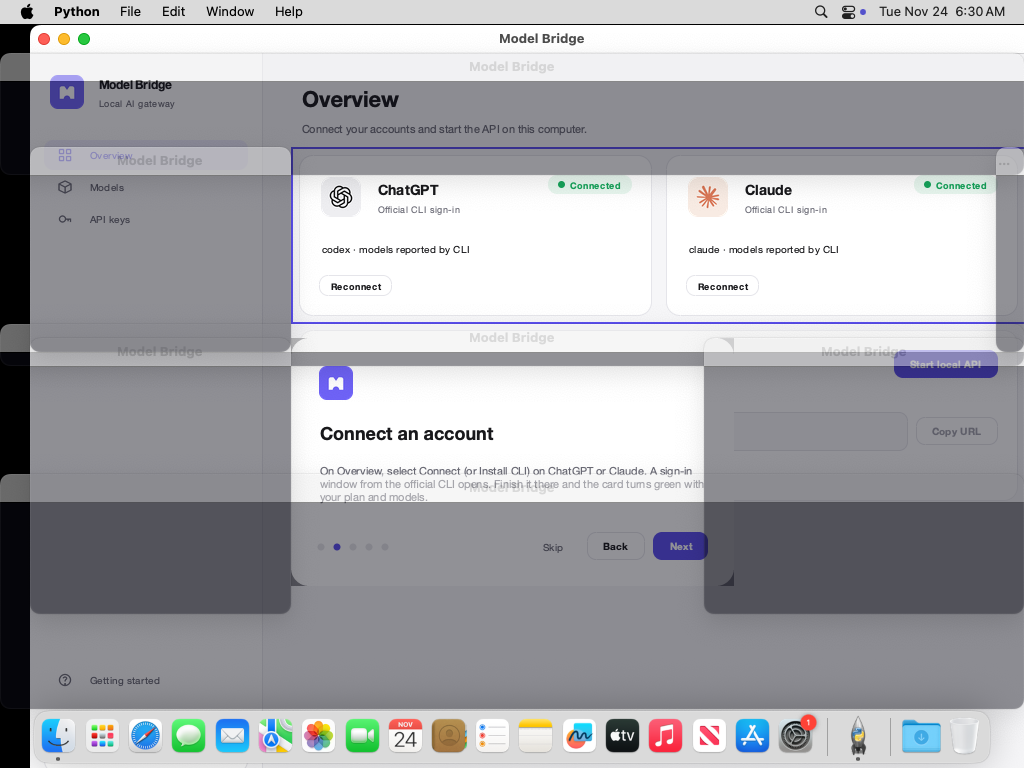 Python File Edit Window Help Tue Nov 24 6:30 AM
Model Bridge
Model Bridge
Model Bridge
Local AI gateway
Overview
Connect your accounts and start the API on this computer.
Overview
Model Bridge
Models
API keys
ChatGPT
Connected
Official CLI sign-in
codex · models reported by CLI
Reconnect
Claude
Connected
Official CLI sign-in
claude · models reported by CLI
Reconnect
...
Model Bridge
Model Bridge
Model Bridge
Start local API
Copy URL
Connect an account
On Overview, select Connect (or Install CLI) on ChatGPT or Claude. A sign-in
window from the official CLI opens. Finish it there and the card turns green with
your plan and models.
Model Bridge
Skip
Back
Next
Getting started
NOV
24
tv
1